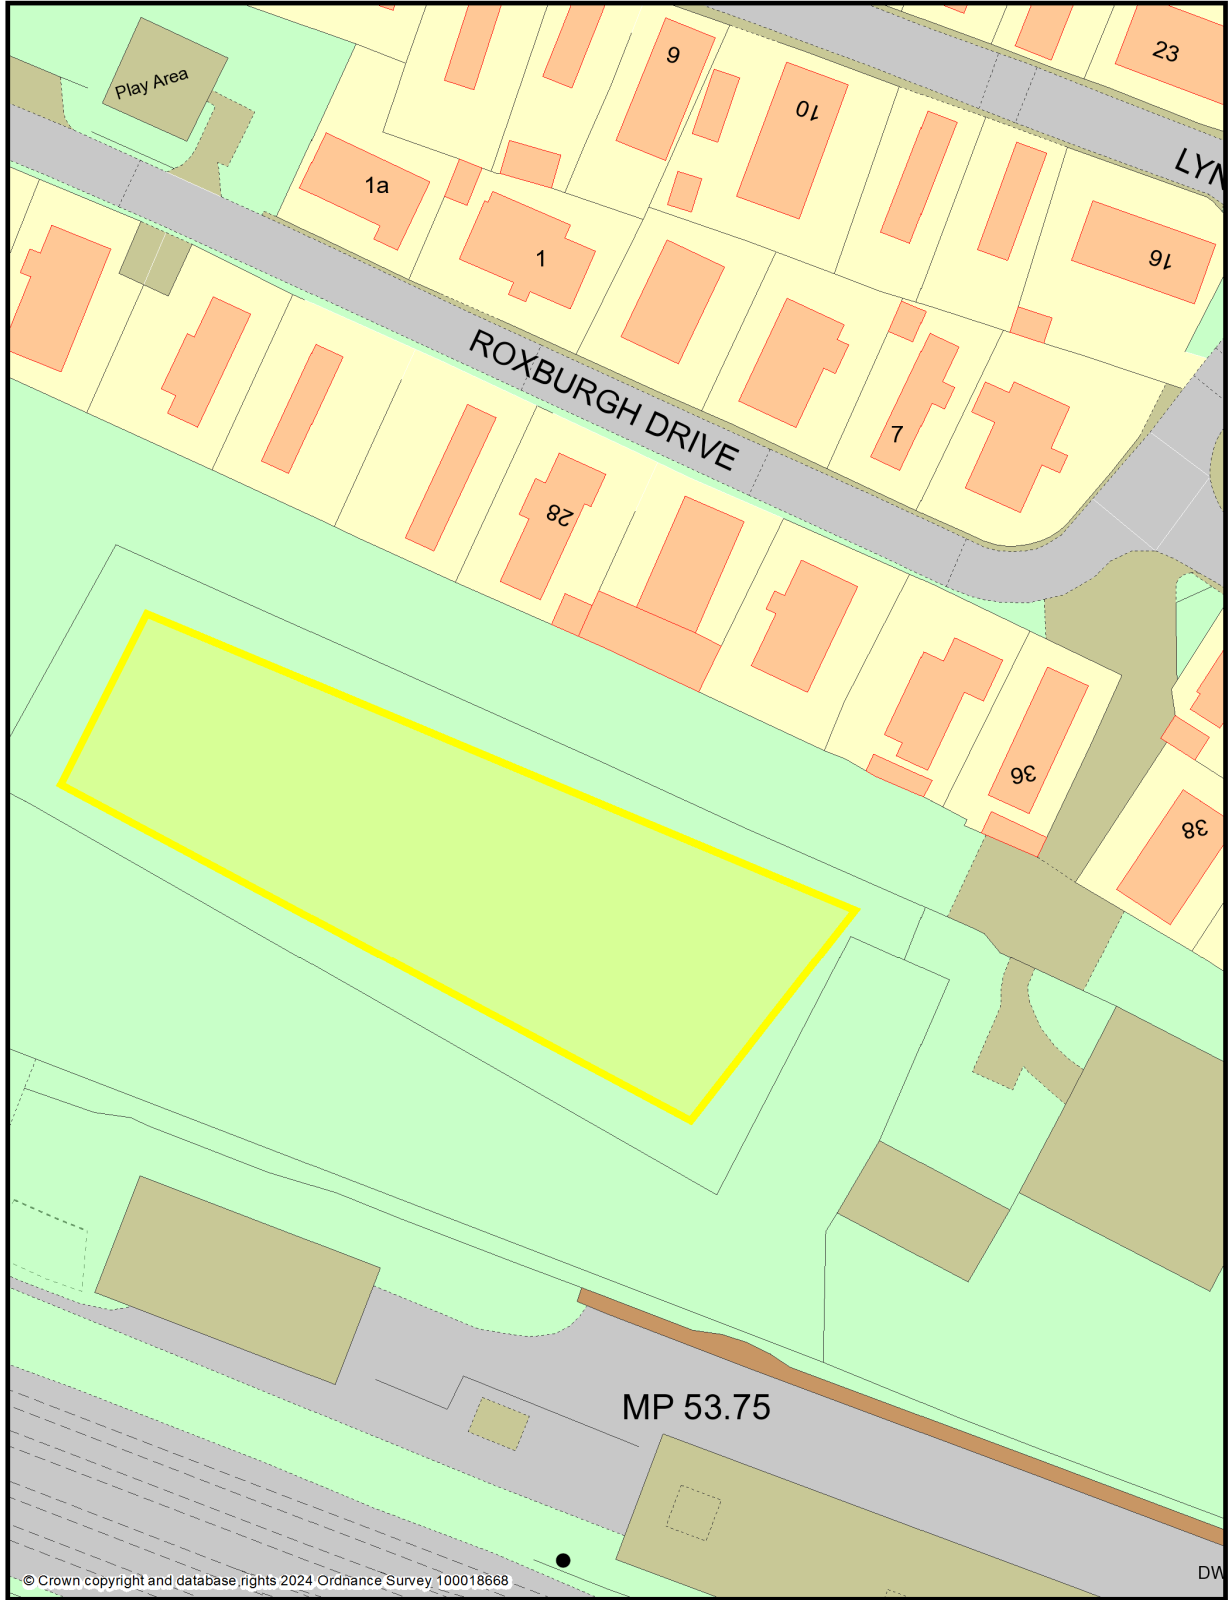 Play Area
9
10
23
LYN
1a
1
16
ROXBURGH DRIVE
7
28
36
38
MP 53.75
DW
© Crown copyright and database rights 2024 Ordnance Survey 100018668